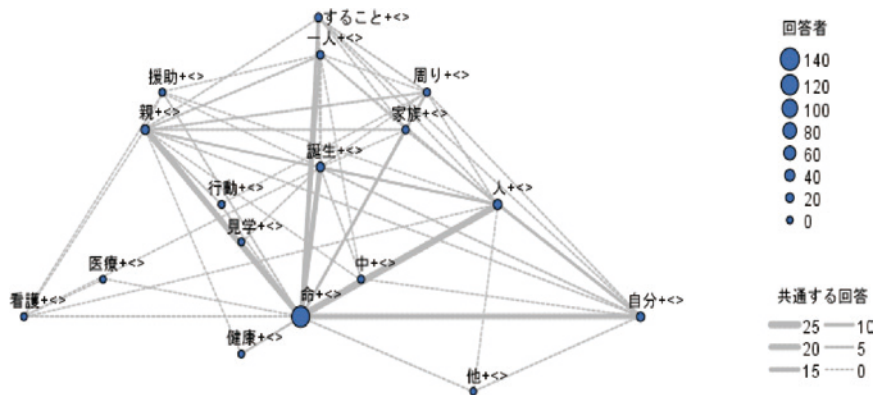 すること+<>
一人+<>
援助+<>
周り+<>
親+<>
家族+<>
誕生+<>
行動+<>
人+<>
見学+<>
医療+<>
中+<>
看護+<>
命+<>
自分+<>
健康+<>
他+<>
回答者
140
120
100
80
60
40
20
0
共通する回答
25 10
20 5
15 0